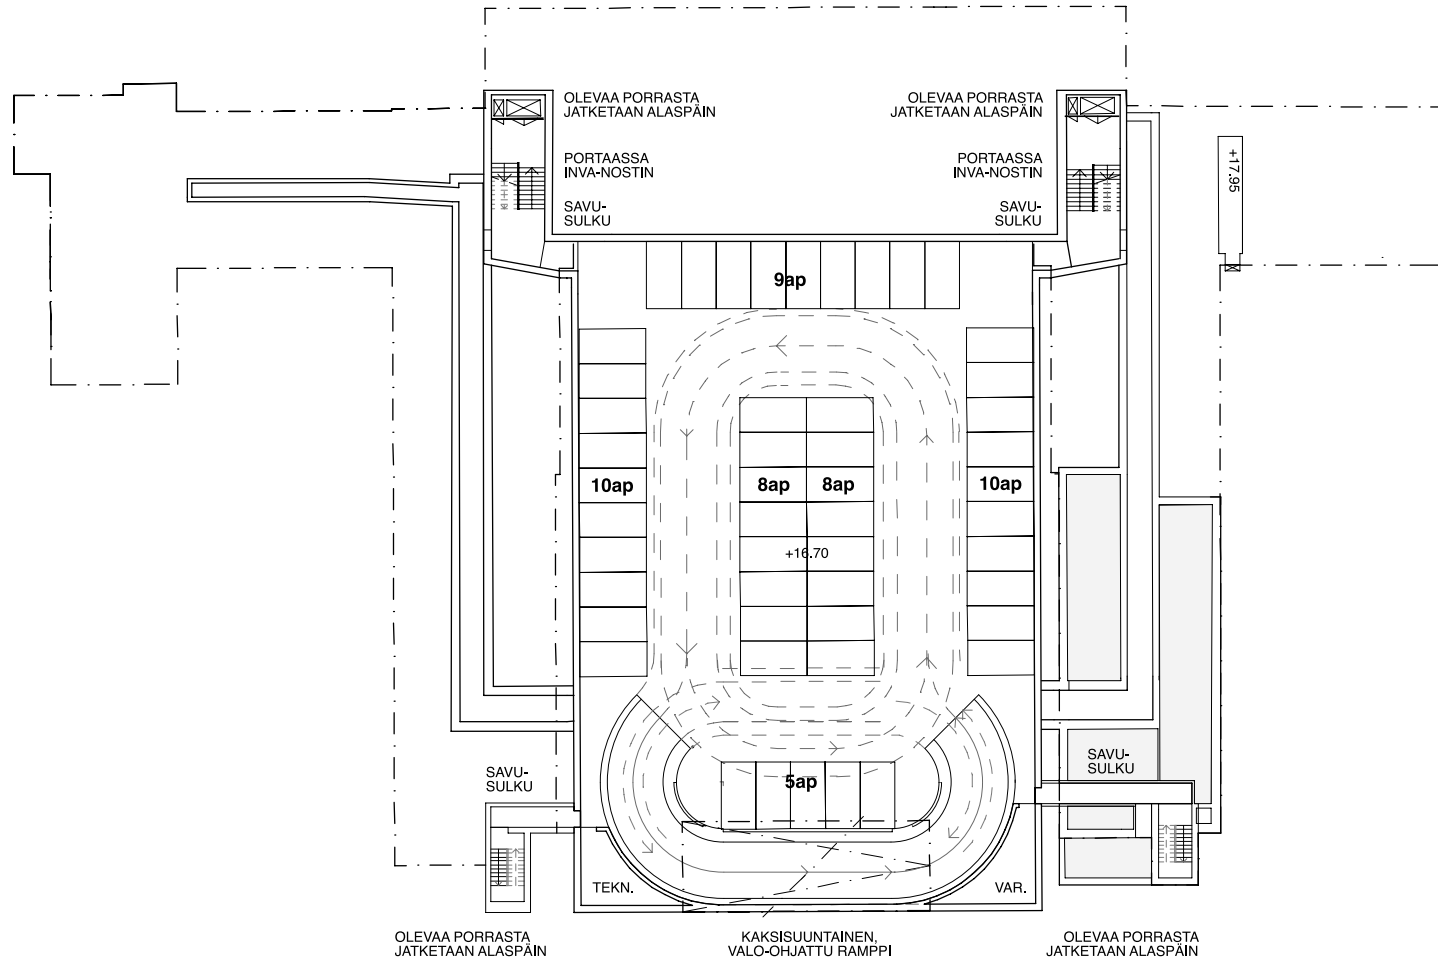 OLEVAA PORRASTA
JATKETAAN ALASPÄIN
OLEVAA PORRASTA
JATKETAAN ALASPÄIN
PORTAASSA
INVA-NOSTIN
PORTAASSA
INVA-NOSTIN
+17.95
SAVU-
SULKU
SAVU-
SULKU
9ap
10ap
8ap
8ap
10ap
+16.70
SAVU-
SULKU
5ap
SAVU-
SULKU
TEKN.
VAR.
OLEVAA PORRASTA
JATKETAAN ALASPÄIN
KAKSISUUNTAINEN,
VALO-OHJATTU RAMPPI
OLEVAA PORRASTA
JATKETAAN ALASPÄIN